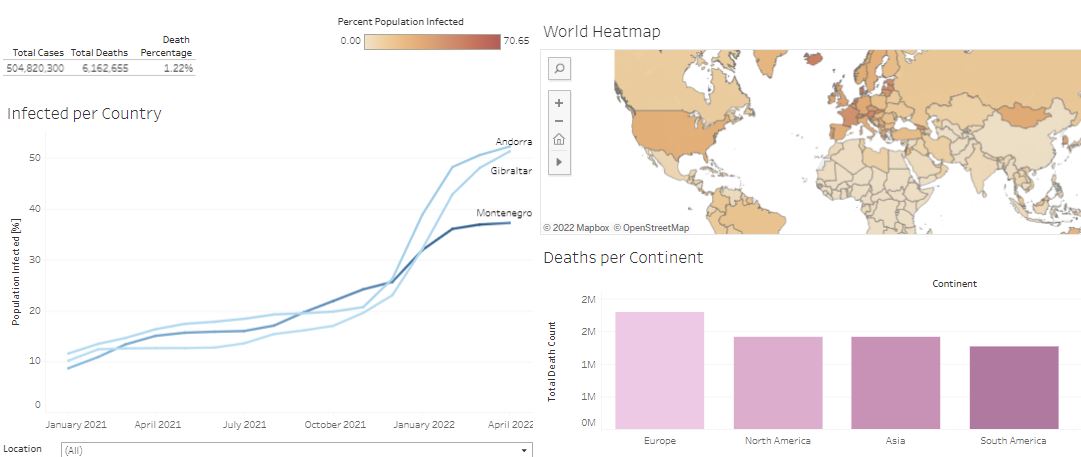 Total Cases Total Deaths Death Percentage
504,820,300 6,162,655 1.22%
Percent Population Infected
0.00 70.65
Infected per Country
Population Infected [%]
50
40
30
20
10
0
Andorra
Gibraltar
Montenegro
January 2021 April 2021 July 2021 October 2021 January 2022 April 2022
Location (All)
World Heatmap
+
−
© 2022 Mapbox © OpenStreetMap
Deaths per Continent
Continent
Total Death Count
2M
2M
1M
1M
0M
Europe North America Asia South America